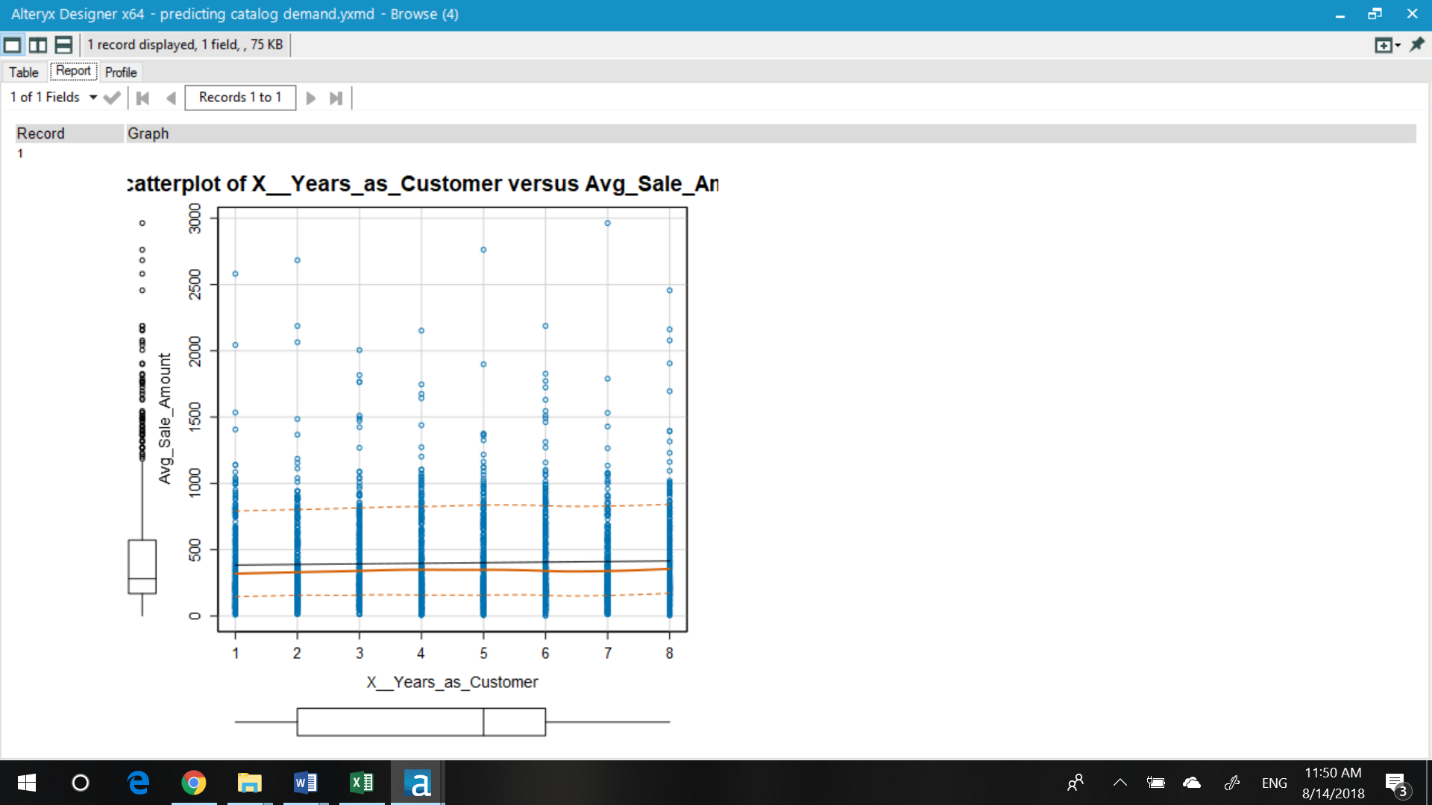 Alteryx Designer x64 - predicting catalog demand.yxmd - Browse (4)
1 record displayed, 1 field, , 75 KB
Table Report Profile
1 of 1 Fields Records 1 to 1
Record Graph
1
catterplot of X__Years_as_Customer versus Avg_Sale_An
3000
2500
2000
1500
1000
500
0
Avg_Sale_Amount
1 2 3 4 5 6 7 8
X__Years_as_Customer
ENG
11:50 AM
8/14/2018
3